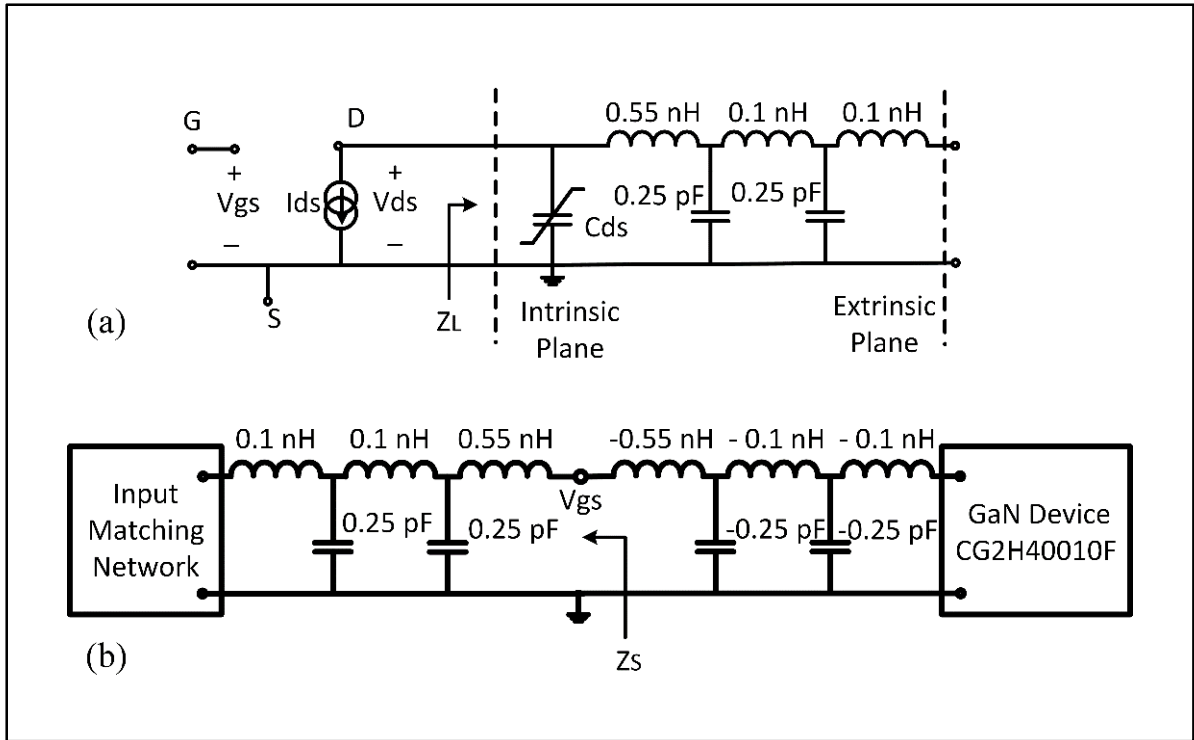 0.55 nH 0.1 nH 0.1 nH
G D
+ +
Vgs Ids Vds
– –
0.25 pF 0.25 pF
Cds
S ZL Intrinsic Plane Extrinsic Plane
(a)
0.1 nH 0.1 nH 0.55 nH -0.55 nH - 0.1 nH - 0.1 nH
Input Matching Network
Vgs
0.25 pF 0.25 pF -0.25 pF -0.25 pF
GaN Device CG2H40010F
(b)
ZS